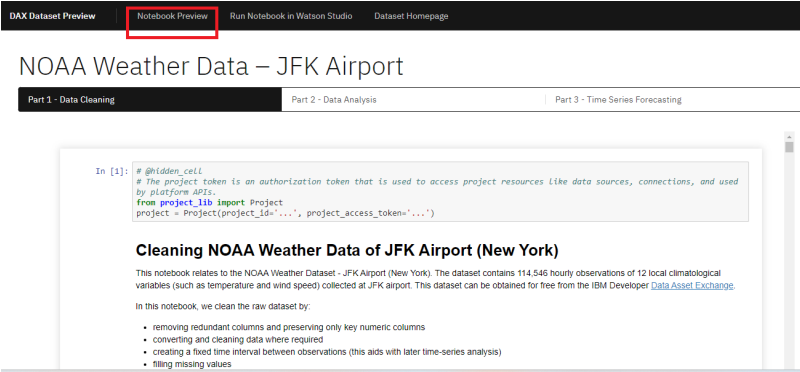 DAX Dataset Preview Notebook Preview Run Notebook in Watson Studio Dataset Homepage
NOAA Weather Data – JFK Airport
Part 1 - Data Cleaning Part 2 - Data Analysis Part 3 - Time Series Forecasting
In [1]: # @hidden_cell
# The project token is an authorization token that is used to access project resources like data sources, connections, and used
by platform APIs.
from project_lib import Project
project = Project(project_id='...', project_access_token='...')
Cleaning NOAA Weather Data of JFK Airport (New York)
This notebook relates to the NOAA Weather Dataset - JFK Airport (New York). The dataset contains 114,546 hourly observations of 12 local climatological
variables (such as temperature and wind speed) collected at JFK airport. This dataset can be obtained for free from the IBM Developer Data Asset Exchange.
In this notebook, we clean the raw dataset by:
• removing redundant columns and preserving only key numeric columns
• converting and cleaning data where required
• creating a fixed time interval between observations (this aids with later time-series analysis)
• filling missing values